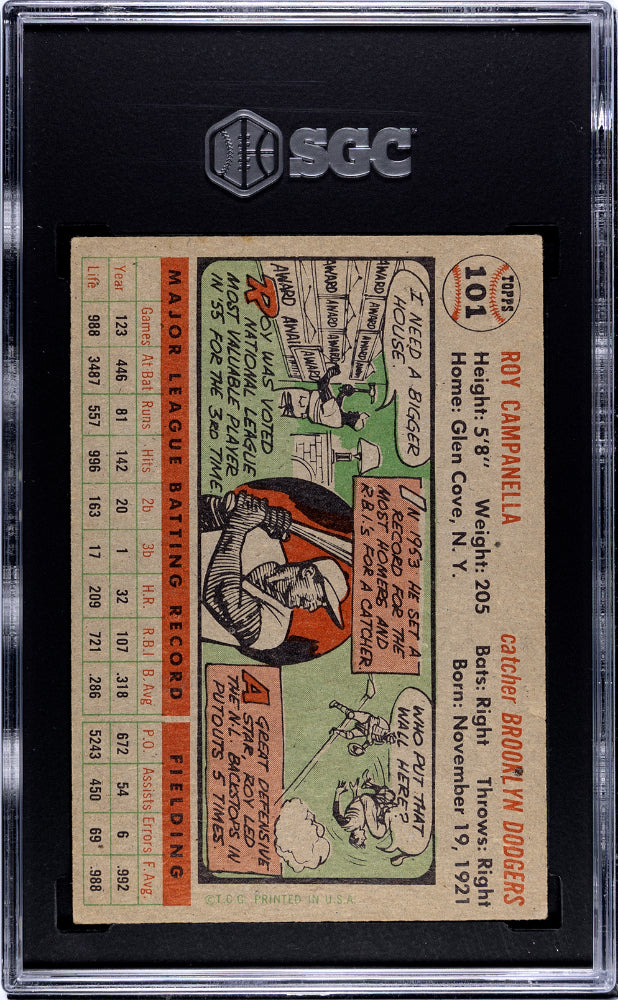 SGC
TOPPS
101
ROY CAMPANELLA
catcher BROOKLYN DODGERS
Height: 5'8" Weight: 205
Bats: Right Throws: Right
Home: Glen Cove, N. Y.
Born: November 19, 1921
I NEED A BIGGER
HOUSE.
AWARD
AWARD
AWARD
AWARD
AWARD
AWARD
AWARD
ROY WAS VOTED
NATIONAL LEAGUE
MOST VALUABLE PLAYER
IN '55 FOR THE 3RD TIME
IN 1953 HE SET A
RECORD FOR THE
MOST HOMERS AND
R.B.I.'S FOR A CATCHER
WHO PUT THAT
WALL HERE?
A GREAT DEFENSIVE
STAR, ROY LED
THE N.L. BACKSTOPS IN
PUTOUTS 5 TIMES
MAJOR LEAGUE BATTING RECORD FIELDING
Games At Bat Runs Hits 2b 3b H.R. R.B.I B. Avg P.O. Assists Errors F. Avg.
Year 123 446 81 142 20 1 32 107 .318 672 54 6 .992
Life 988 3487 557 996 163 17 209 721 .286 5243 450 69 .988
©T.C.G. PRINTED IN U.S.A.